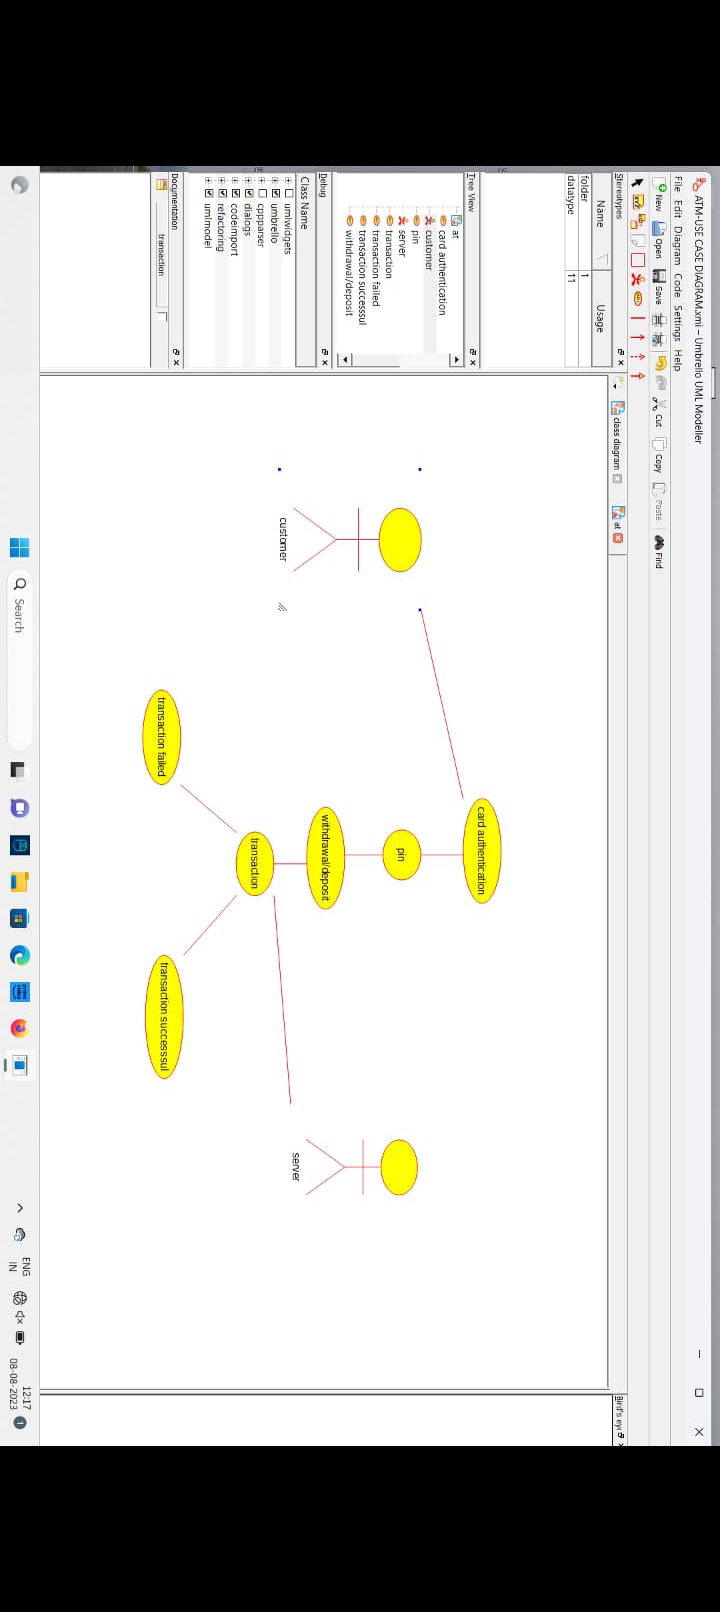 ATM-USE CASE DIAGRAM.xmi – Umbrello UML Modeller
File Edit Diagram Code Settings Help
New Open Save Cut Copy Paste Find
Stereotypes
Name Usage
folder 1
datatype 11
Tree View
at
card authentication
customer
pin
server
transaction
transaction failed
transaction successsul
withdrawal/deposit
Debug
Class Name
umlwidgets
umbrello
cppparser
dialogs
codeimport
refactoring
umlmodel
Documentation
transaction
class diagram at
card authentication
pin
customer
withdrawal/deposit
server
transaction
transaction failed
transaction successsul
Bird's eye
Search
ENG
IN
12:17
08-08-2023
1